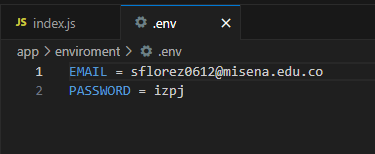 JS index.js
.env
app > enviroment > .env
1 EMAIL = sflorez0612@misena.edu.co
2 PASSWORD = izpj